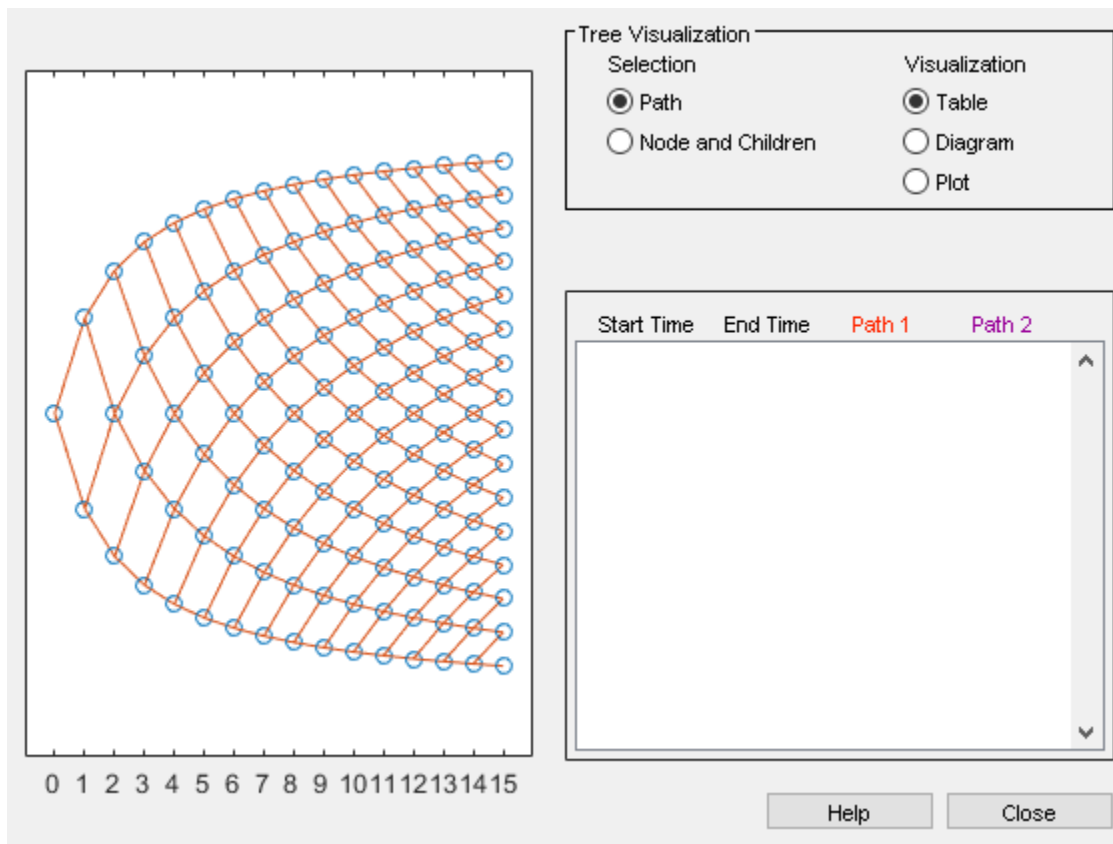 Tree Visualization
Selection
Visualization
Path
Table
Node and Children
Diagram
Plot
Start Time End Time Path 1 Path 2
0 1 2 3 4 5 6 7 8 9 10 11 12 13 14 15
Help
Close